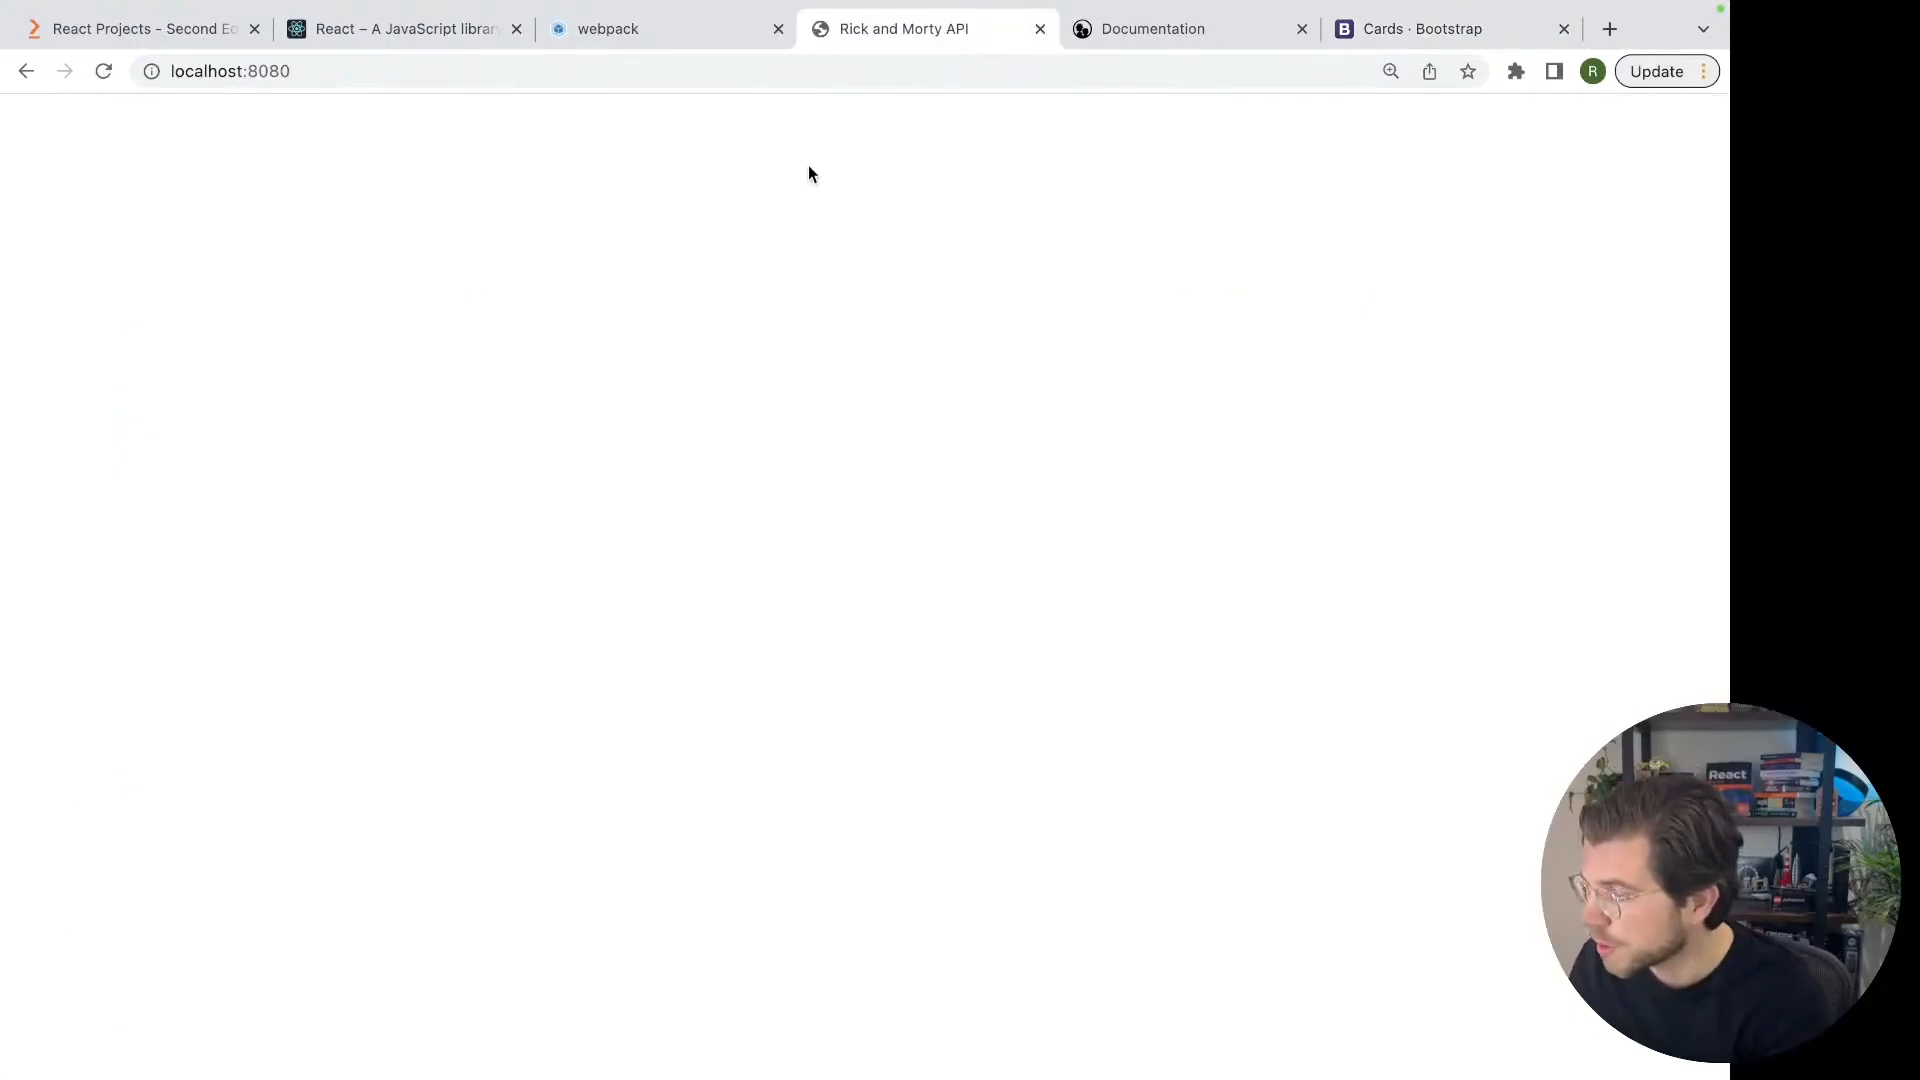 React Projects - Second Ed
React – A JavaScript library
webpack
Rick and Morty API
Documentation
B
Cards · Bootstrap
localhost:8080
R
Update
React